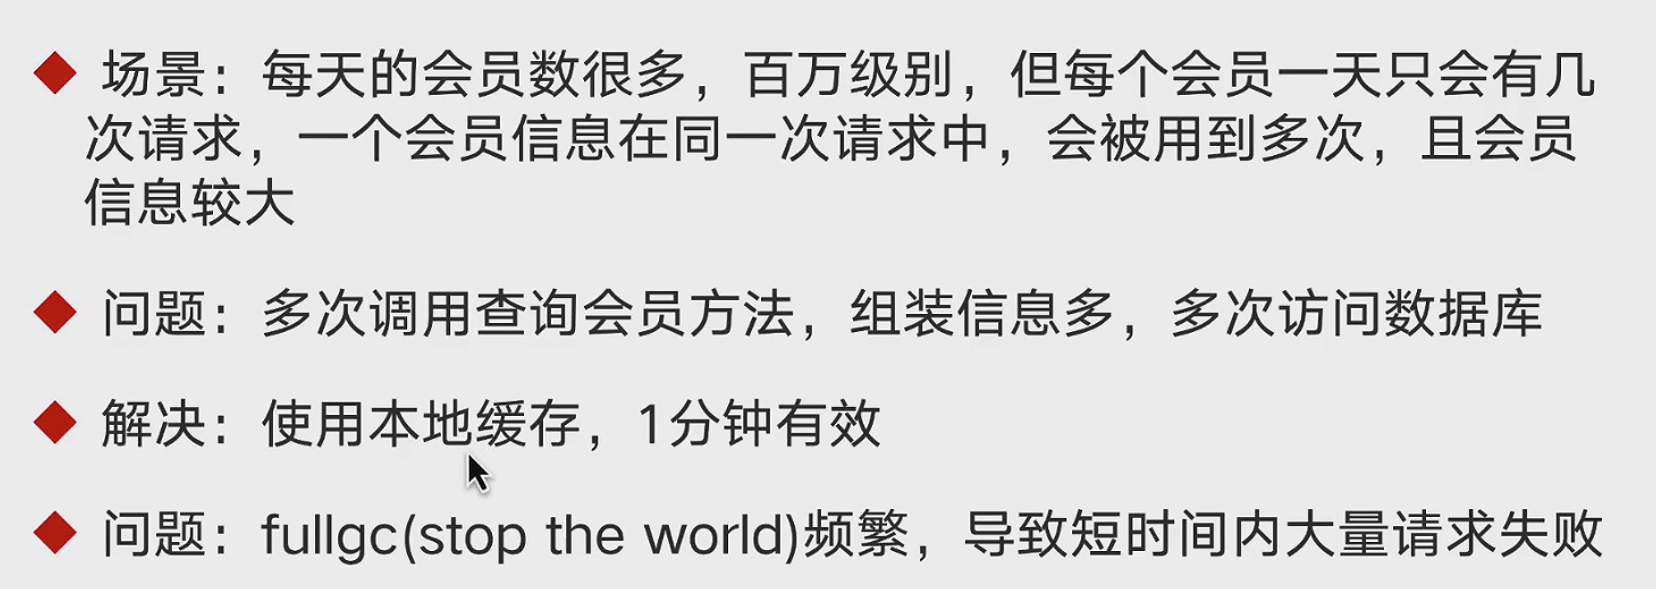 场景：每天的会员数很多，百万级别，但每个会员一天只会有几
次请求，一个会员信息在同一次请求中，会被用到多次，且会员
信息较大
问题：多次调用查询会员方法，组装信息多，多次访问数据库
解决：使用本地缓存，1分钟有效
问题：fullgc(stop the world)频繁，导致短时间内大量请求失败